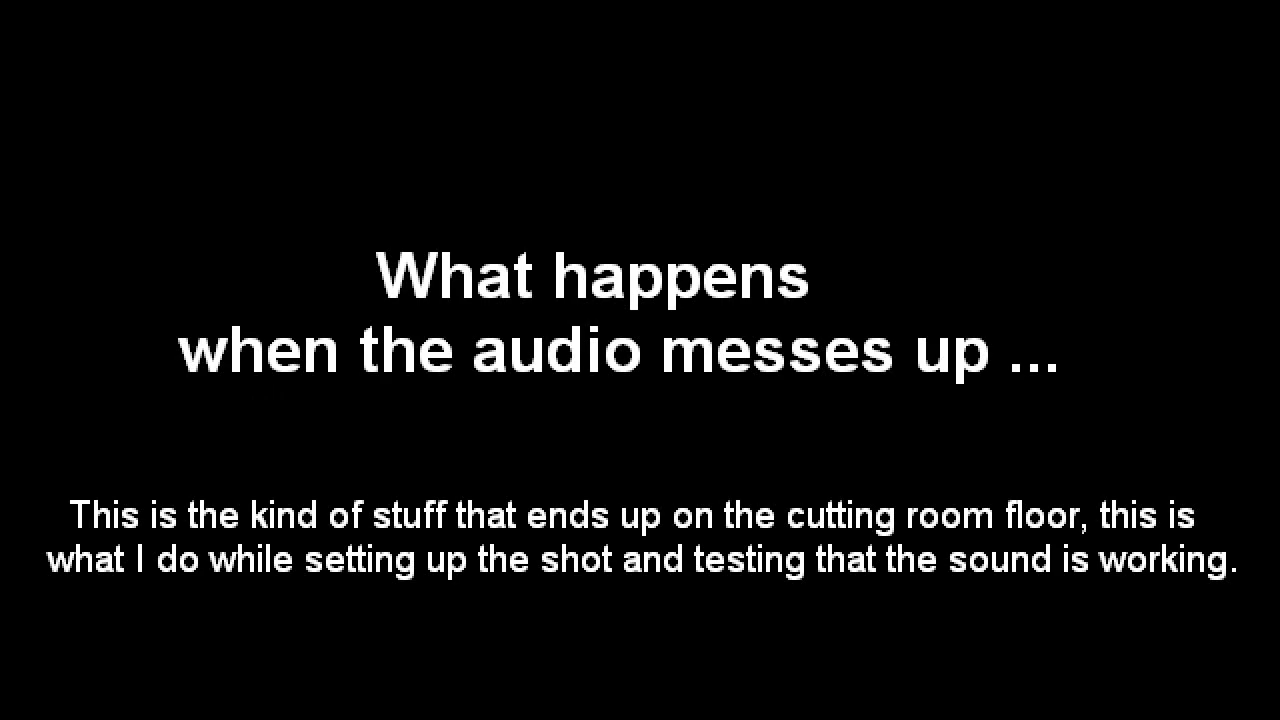 What happens
when the audio messes up ...
This is the kind of stuff that ends up on the cutting room floor, this is
what I do while setting up the shot and testing that the sound is working.